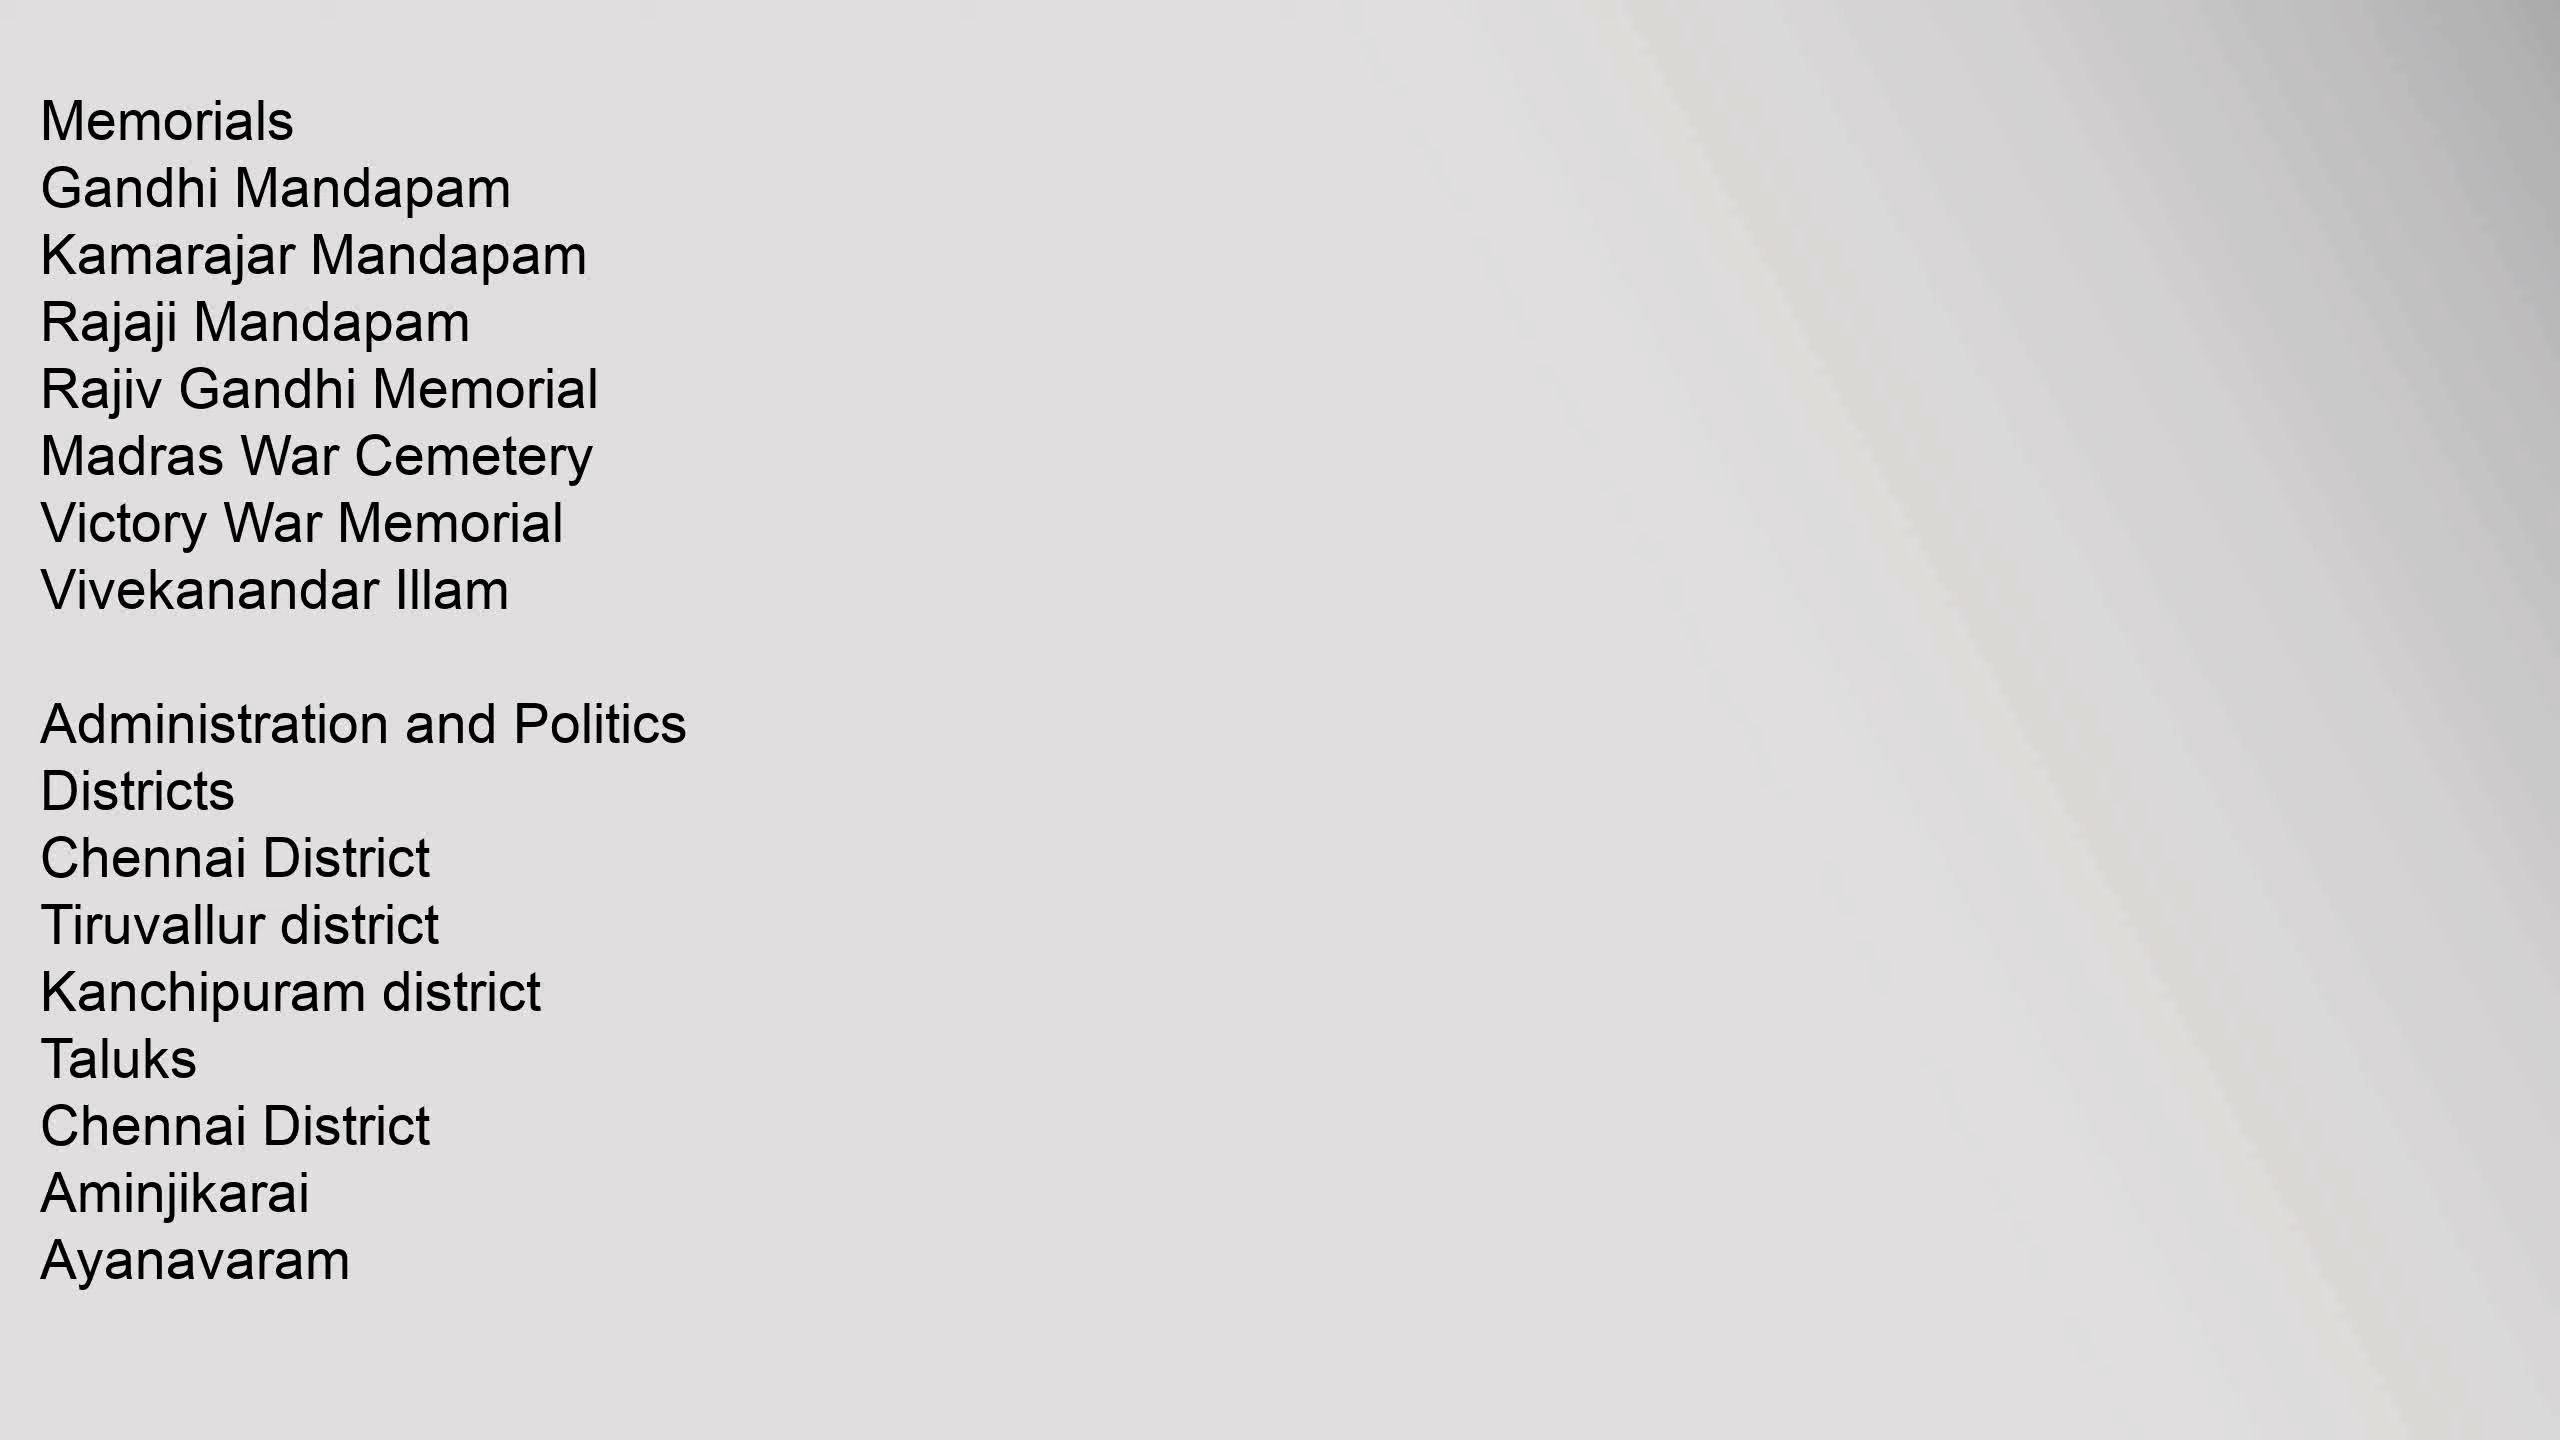 Memorials
Gandhi Mandapam
Kamarajar Mandapam
Rajaji Mandapam
Rajiv Gandhi Memorial
Madras War Cemetery
Victory War Memorial
Vivekanandar Illam
Administration and Politics
Districts
Chennai District
Tiruvallur district
Kanchipuram district
Taluks
Chennai District
Aminjikarai
Ayanavaram